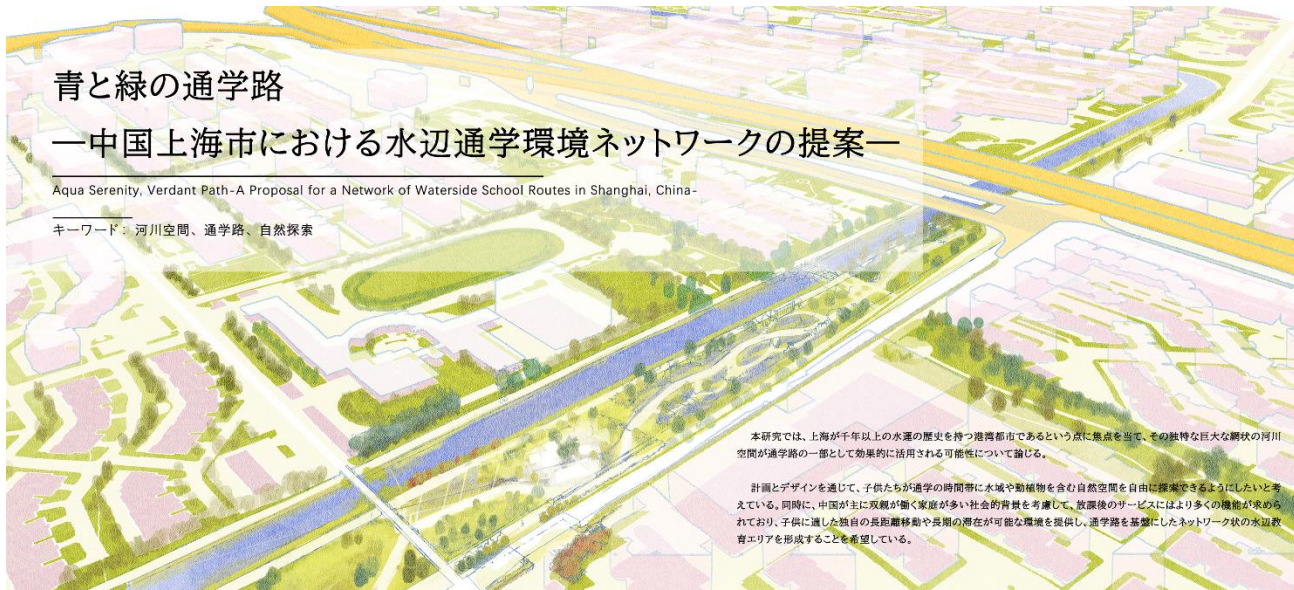 青と緑の通学路
―中国上海市における水辺通学環境ネットワークの提案―
Aqua Serenity, Verdant Path-A Proposal for a Network of Waterside School Routes in Shanghai, China-
キーワード：河川空間、通学路、自然探索
本研究では、上海が千年以上の水運の歴史を持つ港湾都市であるという点に焦点を当て、その独特な巨大な網状の河川
空間が通学路の一部として効果的に活用される可能性について論じる。
計画とデザインを通じて、子供たちが通学の時間帯に水域や動植物を含む自然空間を自由に探索できるようにしたいと考
えている。同時に、中国が主に双親が働く家庭が多い社会的背景を考慮して、放課後のサービスにはより多くの機能が求めら
れており、子供に適した独自の長距離移動や長期の滞在が可能な環境を提供し、通学路を基盤にしたネットワーク状の水辺教
育エリアを形成することを希望している。